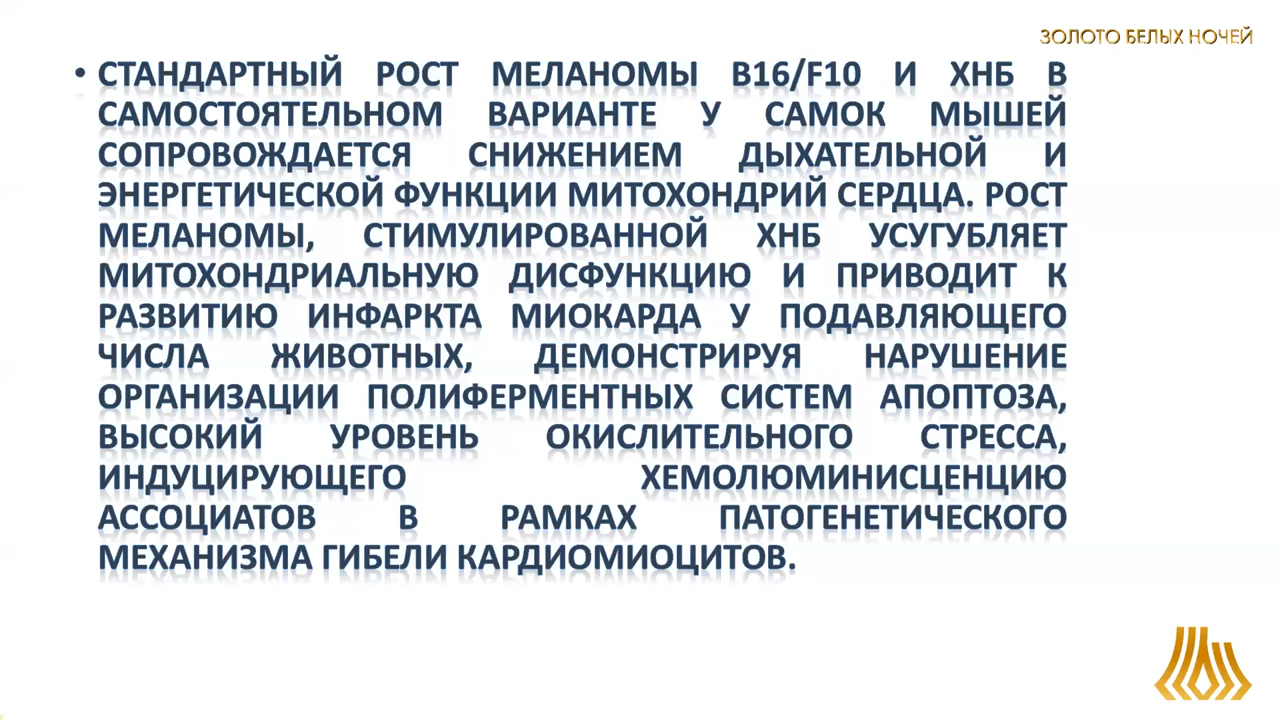 ЗОЛОТО БЕЛЫХ НОЧЕЙ
• СТАНДАРТНЫЙ РОСТ МЕЛАНОМЫ B16/F10 И ХНБ В
САМОСТОЯТЕЛЬНОМ ВАРИАНТЕ У САМОК МЫШЕЙ
СОПРОВОЖДАЕТСЯ СНИЖЕНИЕМ ДЫХАТЕЛЬНОЙ И
ЭНЕРГЕТИЧЕСКОЙ ФУНКЦИИ МИТОХОНДРИЙ СЕРДЦА. РОСТ
МЕЛАНОМЫ, СТИМУЛИРОВАННОЙ ХНБ УСУГУБЛЯЕТ
МИТОХОНДРИАЛЬНУЮ ДИСФУНКЦИЮ И ПРИВОДИТ К
РАЗВИТИЮ ИНФАРКТА МИОКАРДА У ПОДАВЛЯЮЩЕГО
ЧИСЛА ЖИВОТНЫХ, ДЕМОНСТРИРУЯ НАРУШЕНИЕ
ОРГАНИЗАЦИИ ПОЛИФЕРМЕНТНЫХ СИСТЕМ АПОПТОЗА,
ВЫСОКИЙ УРОВЕНЬ ОКИСЛИТЕЛЬНОГО СТРЕССА,
ИНДУЦИРУЮЩЕГО ХЕМОЛЮМИНИСЦЕНЦИЮ
АССОЦИАТОВ В РАМКАХ ПАТОГЕНЕТИЧЕСКОГО
МЕХАНИЗМА ГИБЕЛИ КАРДИОМИОЦИТОВ.